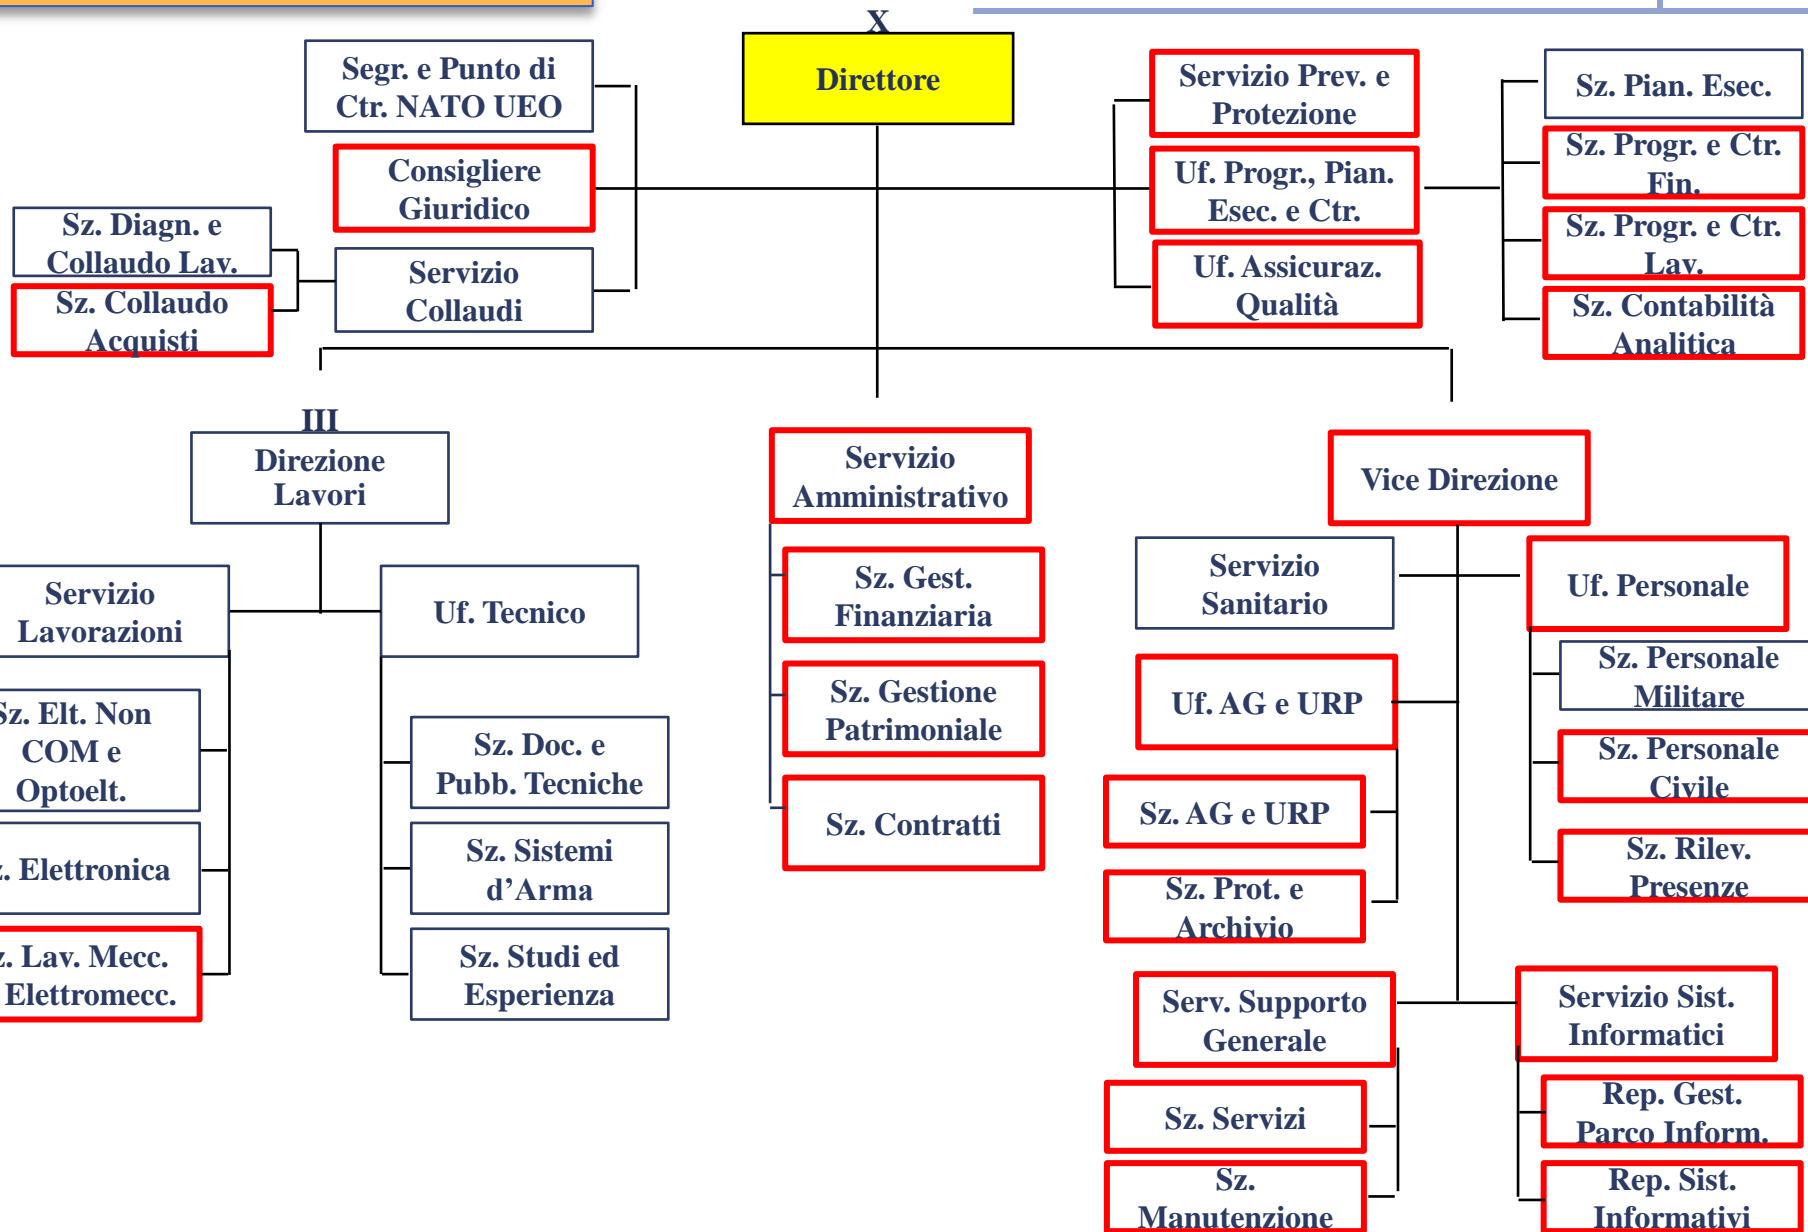 X
Direttore
Segr. e Punto di
Ctr. NATO UEO
Consigliere
Giuridico
Servizio
Collaudi
Sz. Diagn. e
Collaudo Lav.
Sz. Collaudo
Acquisti
Servizio Prev. e
Protezione
Uf. Progr., Pian.
Esec. e Ctr.
Uf. Assicuraz.
Qualità
Sz. Pian. Esec.
Sz. Progr. e Ctr.
Fin.
Sz. Progr. e Ctr.
Lav.
Sz. Contabilità
Analitica
III
Direzione
Lavori
Servizio
Lavorazioni
Sz. Elt. Non
COM e
Optoelt.
z. Elettronica
z. Lav. Mecc.
Elettromecc.
Uf. Tecnico
Sz. Doc. e
Pubb. Tecniche
Sz. Sistemi
d’Arma
Sz. Studi ed
Esperienza
Servizio
Amministrativo
Sz. Gest.
Finanziaria
Sz. Gestione
Patrimoniale
Sz. Contratti
Vice Direzione
Servizio
Sanitario
Uf. Personale
Sz. Personale
Militare
Sz. Personale
Civile
Sz. Rilev.
Presenze
Uf. AG e URP
Sz. AG e URP
Sz. Prot. e
Archivio
Serv. Supporto
Generale
Sz. Servizi
Sz.
Manutenzione
Servizio Sist.
Informatici
Rep. Gest.
Parco Inform.
Rep. Sist.
Informativi